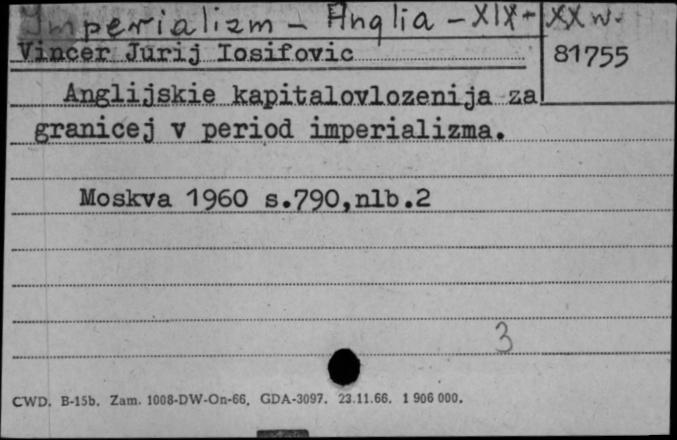 Imperializm - Anglia - XIX - XX w.
Vincer Jurij Iosifovic
81755
Anglijskie kapitalovlozenija za
granicej v period imperializma.
Moskva 1960 s.790,nlb.2
3
CWD. B-15b. Zam. 1008-DW-On-66, GDA-3097. 23.11.66. 1 906 000.